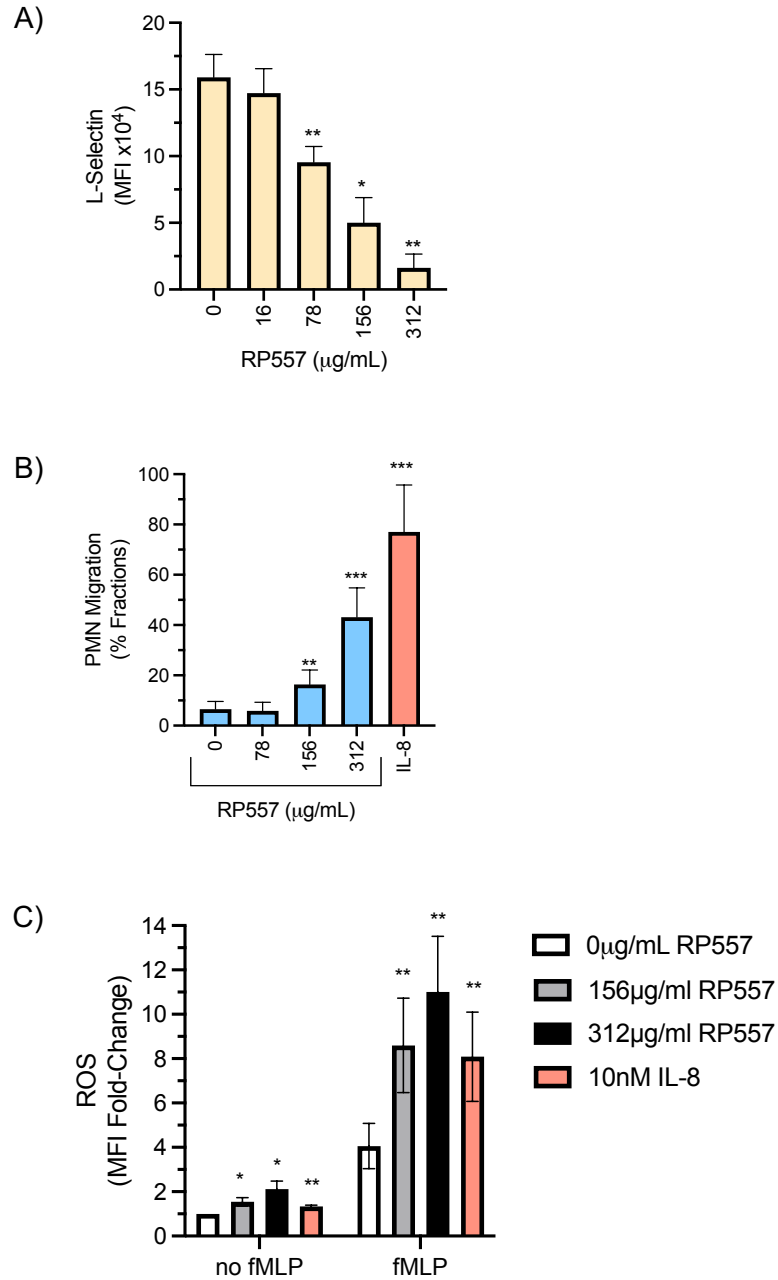 A)
20
15
10
5
0
L-Selectin
(MFI x10⁴)
**
*
**
0
16
78
156
312
RP557 (μg/mL)
B)
100
80
60
40
20
0
PMN Migration
(% Fractions)
**
***
***
0
78
156
312
IL-8
RP557 (μg/mL)
C)
14
12
10
8
6
4
2
0
ROS
(MFI Fold-Change)
*
*
**
**
**
**
no fMLP
fMLP
0μg/mL RP557
156μg/ml RP557
312μg/ml RP557
10nM IL-8